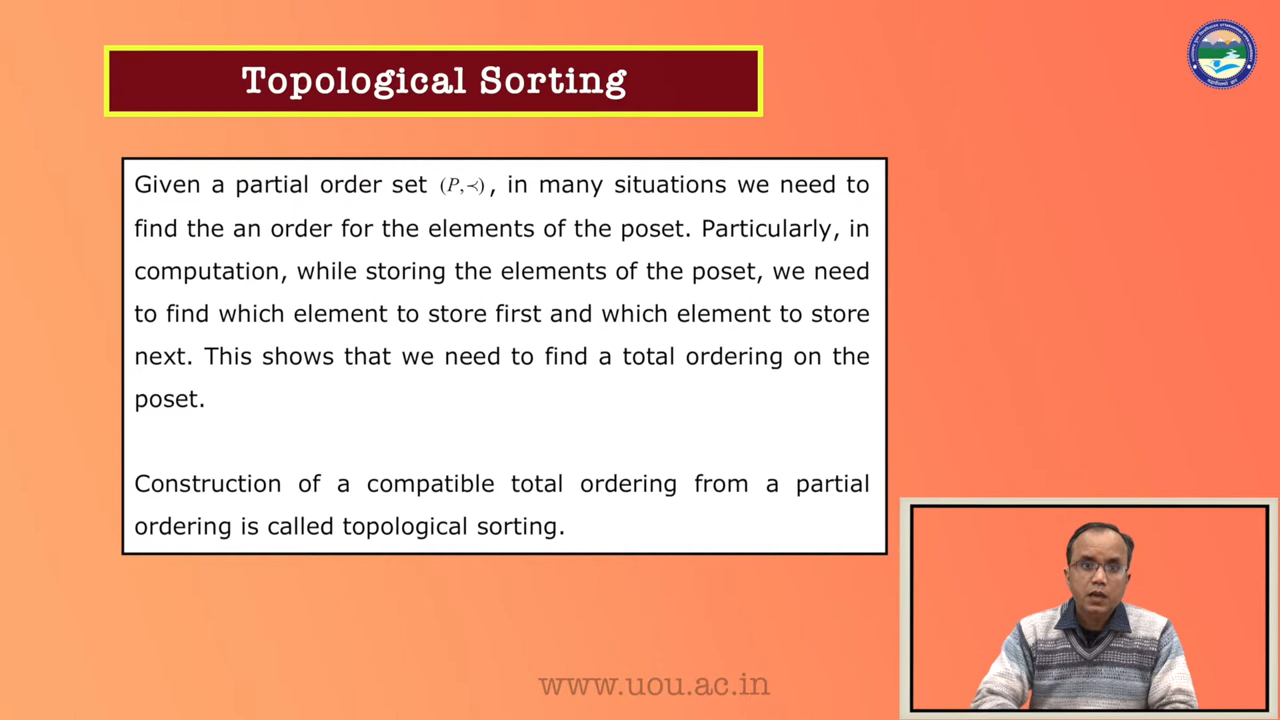 Topological Sorting
Given a partial order set (P,≺), in many situations we need to
find the an order for the elements of the poset. Particularly, in
computation, while storing the elements of the poset, we need
to find which element to store first and which element to store
next. This shows that we need to find a total ordering on the
poset.
Construction of a compatible total ordering from a partial
ordering is called topological sorting.
www.uou.ac.in